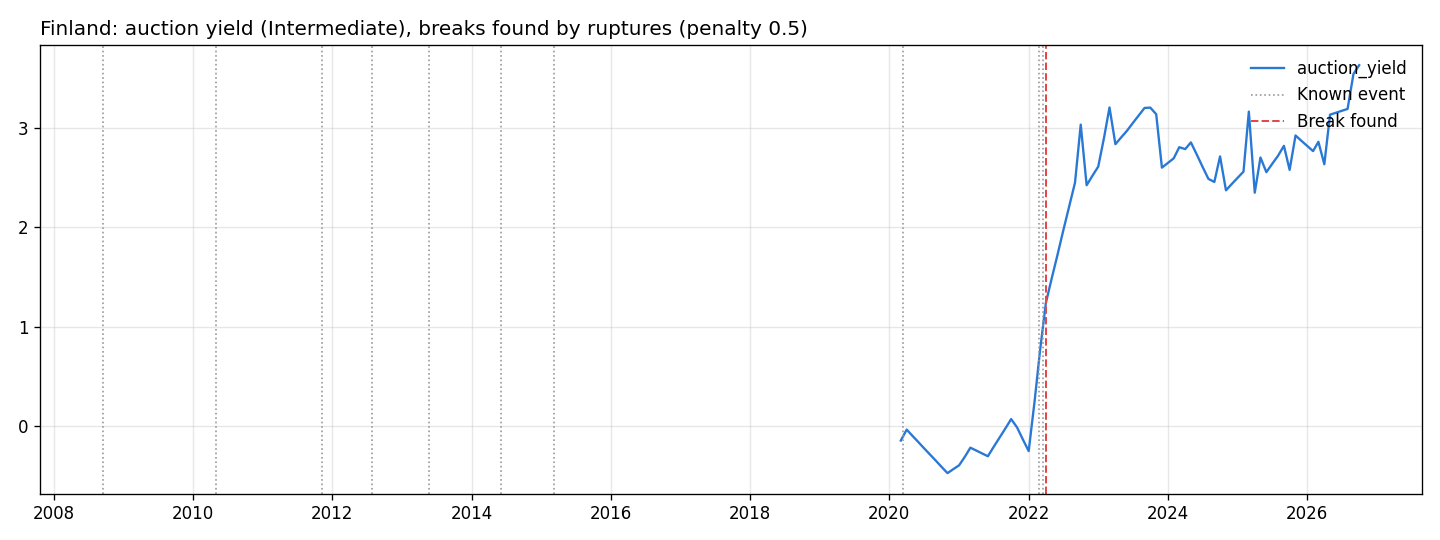 Finland: auction yield (Intermediate), breaks found by ruptures (penalty 0.5)
auction_yield
Known event
Break found
3
2
1
0
2008 2010 2012 2014 2016 2018 2020 2022 2024 2026